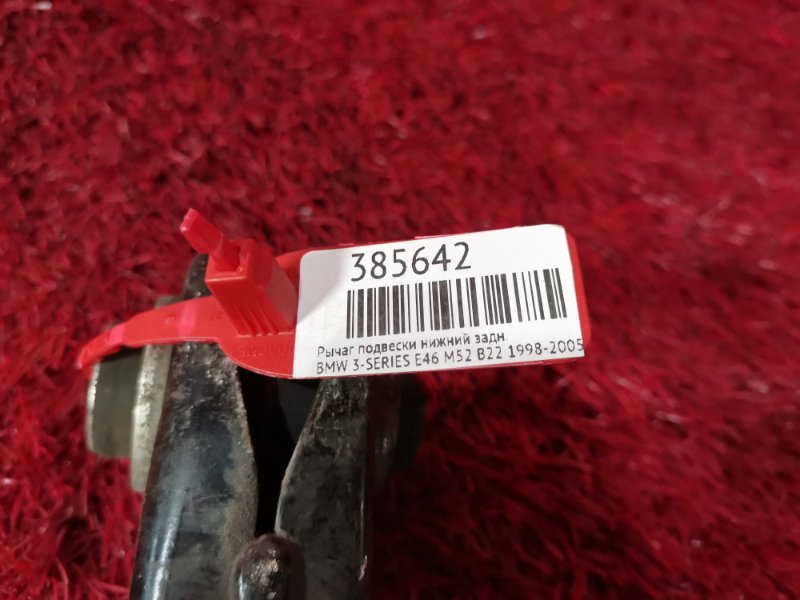 385642
Рычаг подвески нижний задн.
BMW 3-SERIES E46 M52 B22 1998-2005